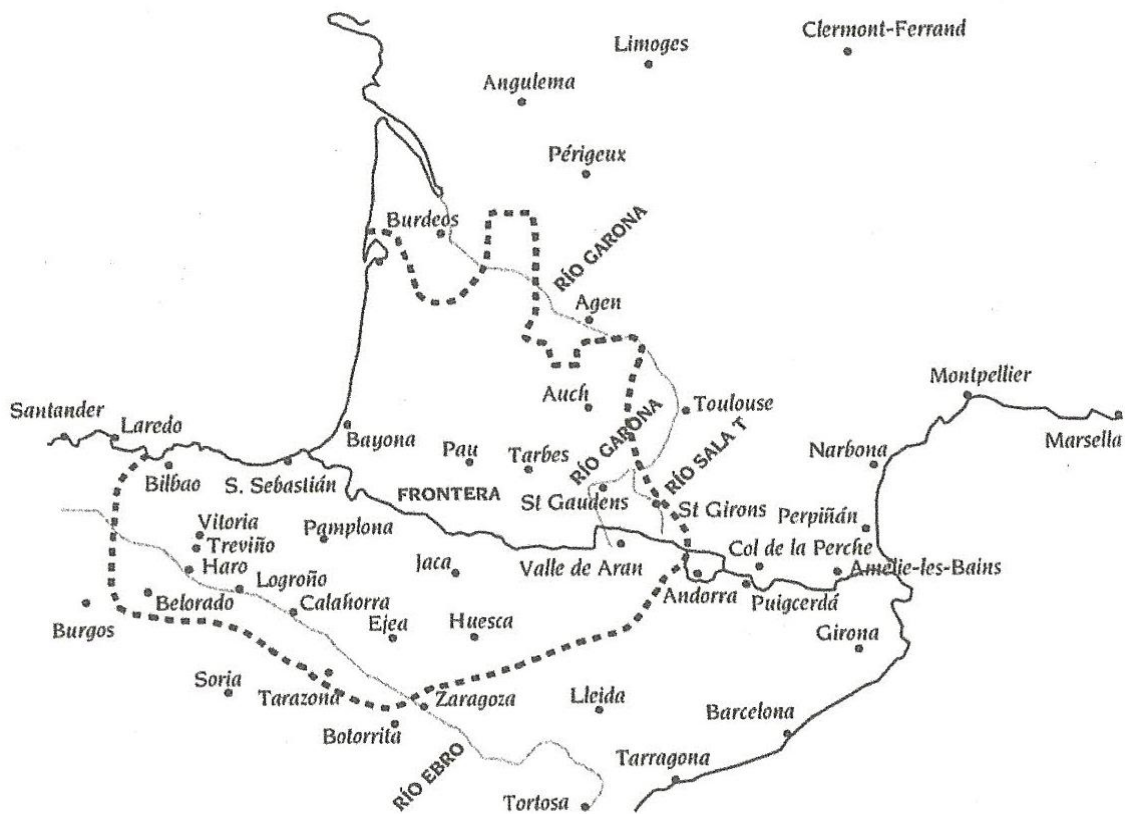 Clermont-Ferrand
Limoges
Angulema
Périgeux
Burdeos
RÍO GARONA
Agen
Auch
Toulouse
Montpellier
Marsella
Narbona
Santander
Laredo
Bayona
Bilbao
S. Sebastián
Pau
Tarbes
RÍO GARONA
RÍO SALA T
FRONTERA
St Gaudens
St Girons
Perpiñán
Vitoria
Treviño
Haro
Pamplona
Jaca
Valle de Aran
Col de la Perche
Amélie-les-Bains
Andorra
Puigcerdá
Logroño
Belorado
Calahorra
Burgos
Ejea
Huesca
Girona
Soria
Tarazona
Zaragoza
Lleida
Barcelona
Botorrita
RÍO EBRO
Tarragona
Tortosa